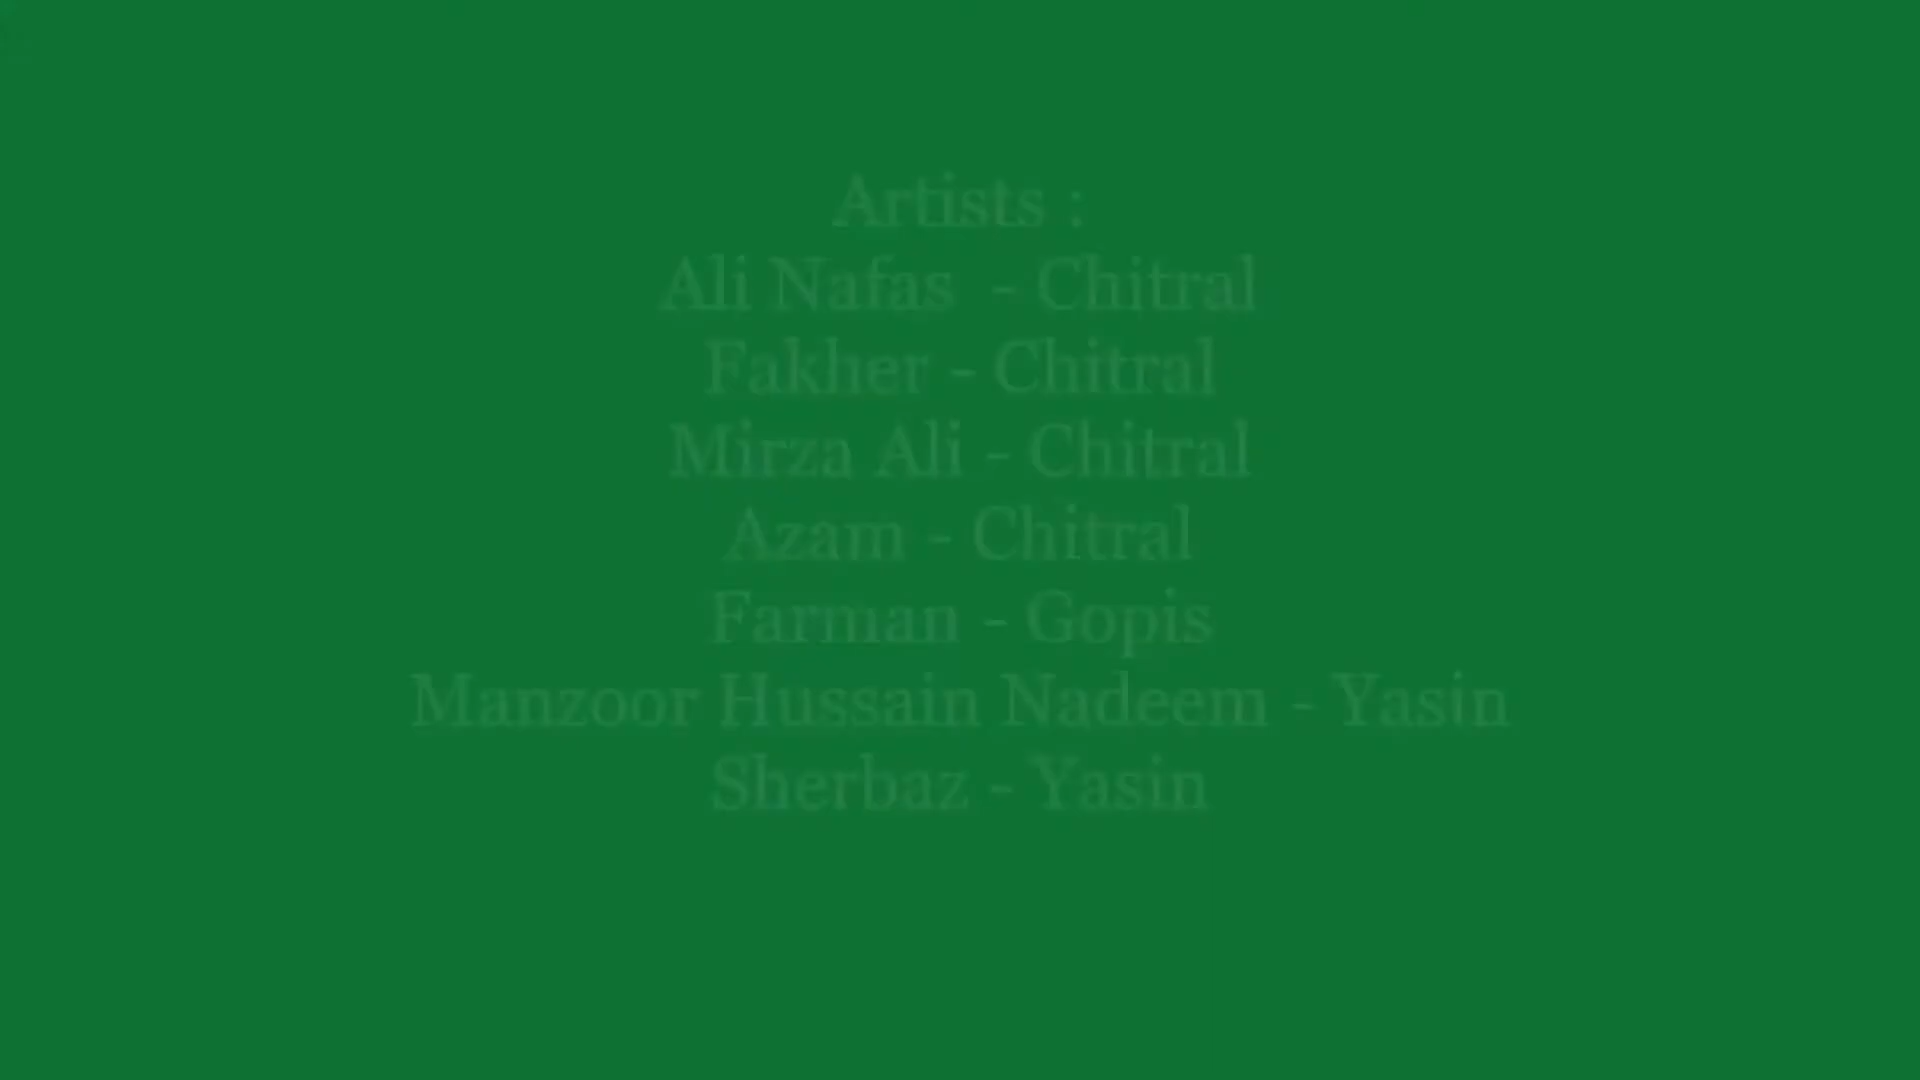 Artists :
Ali Nafas - Chitral
Fakher - Chitral
Mirza Ali - Chitral
Azam - Chitral
Farman - Gopis
Manzoor Hussain Nadeem - Yasin
Sherbaz - Yasin